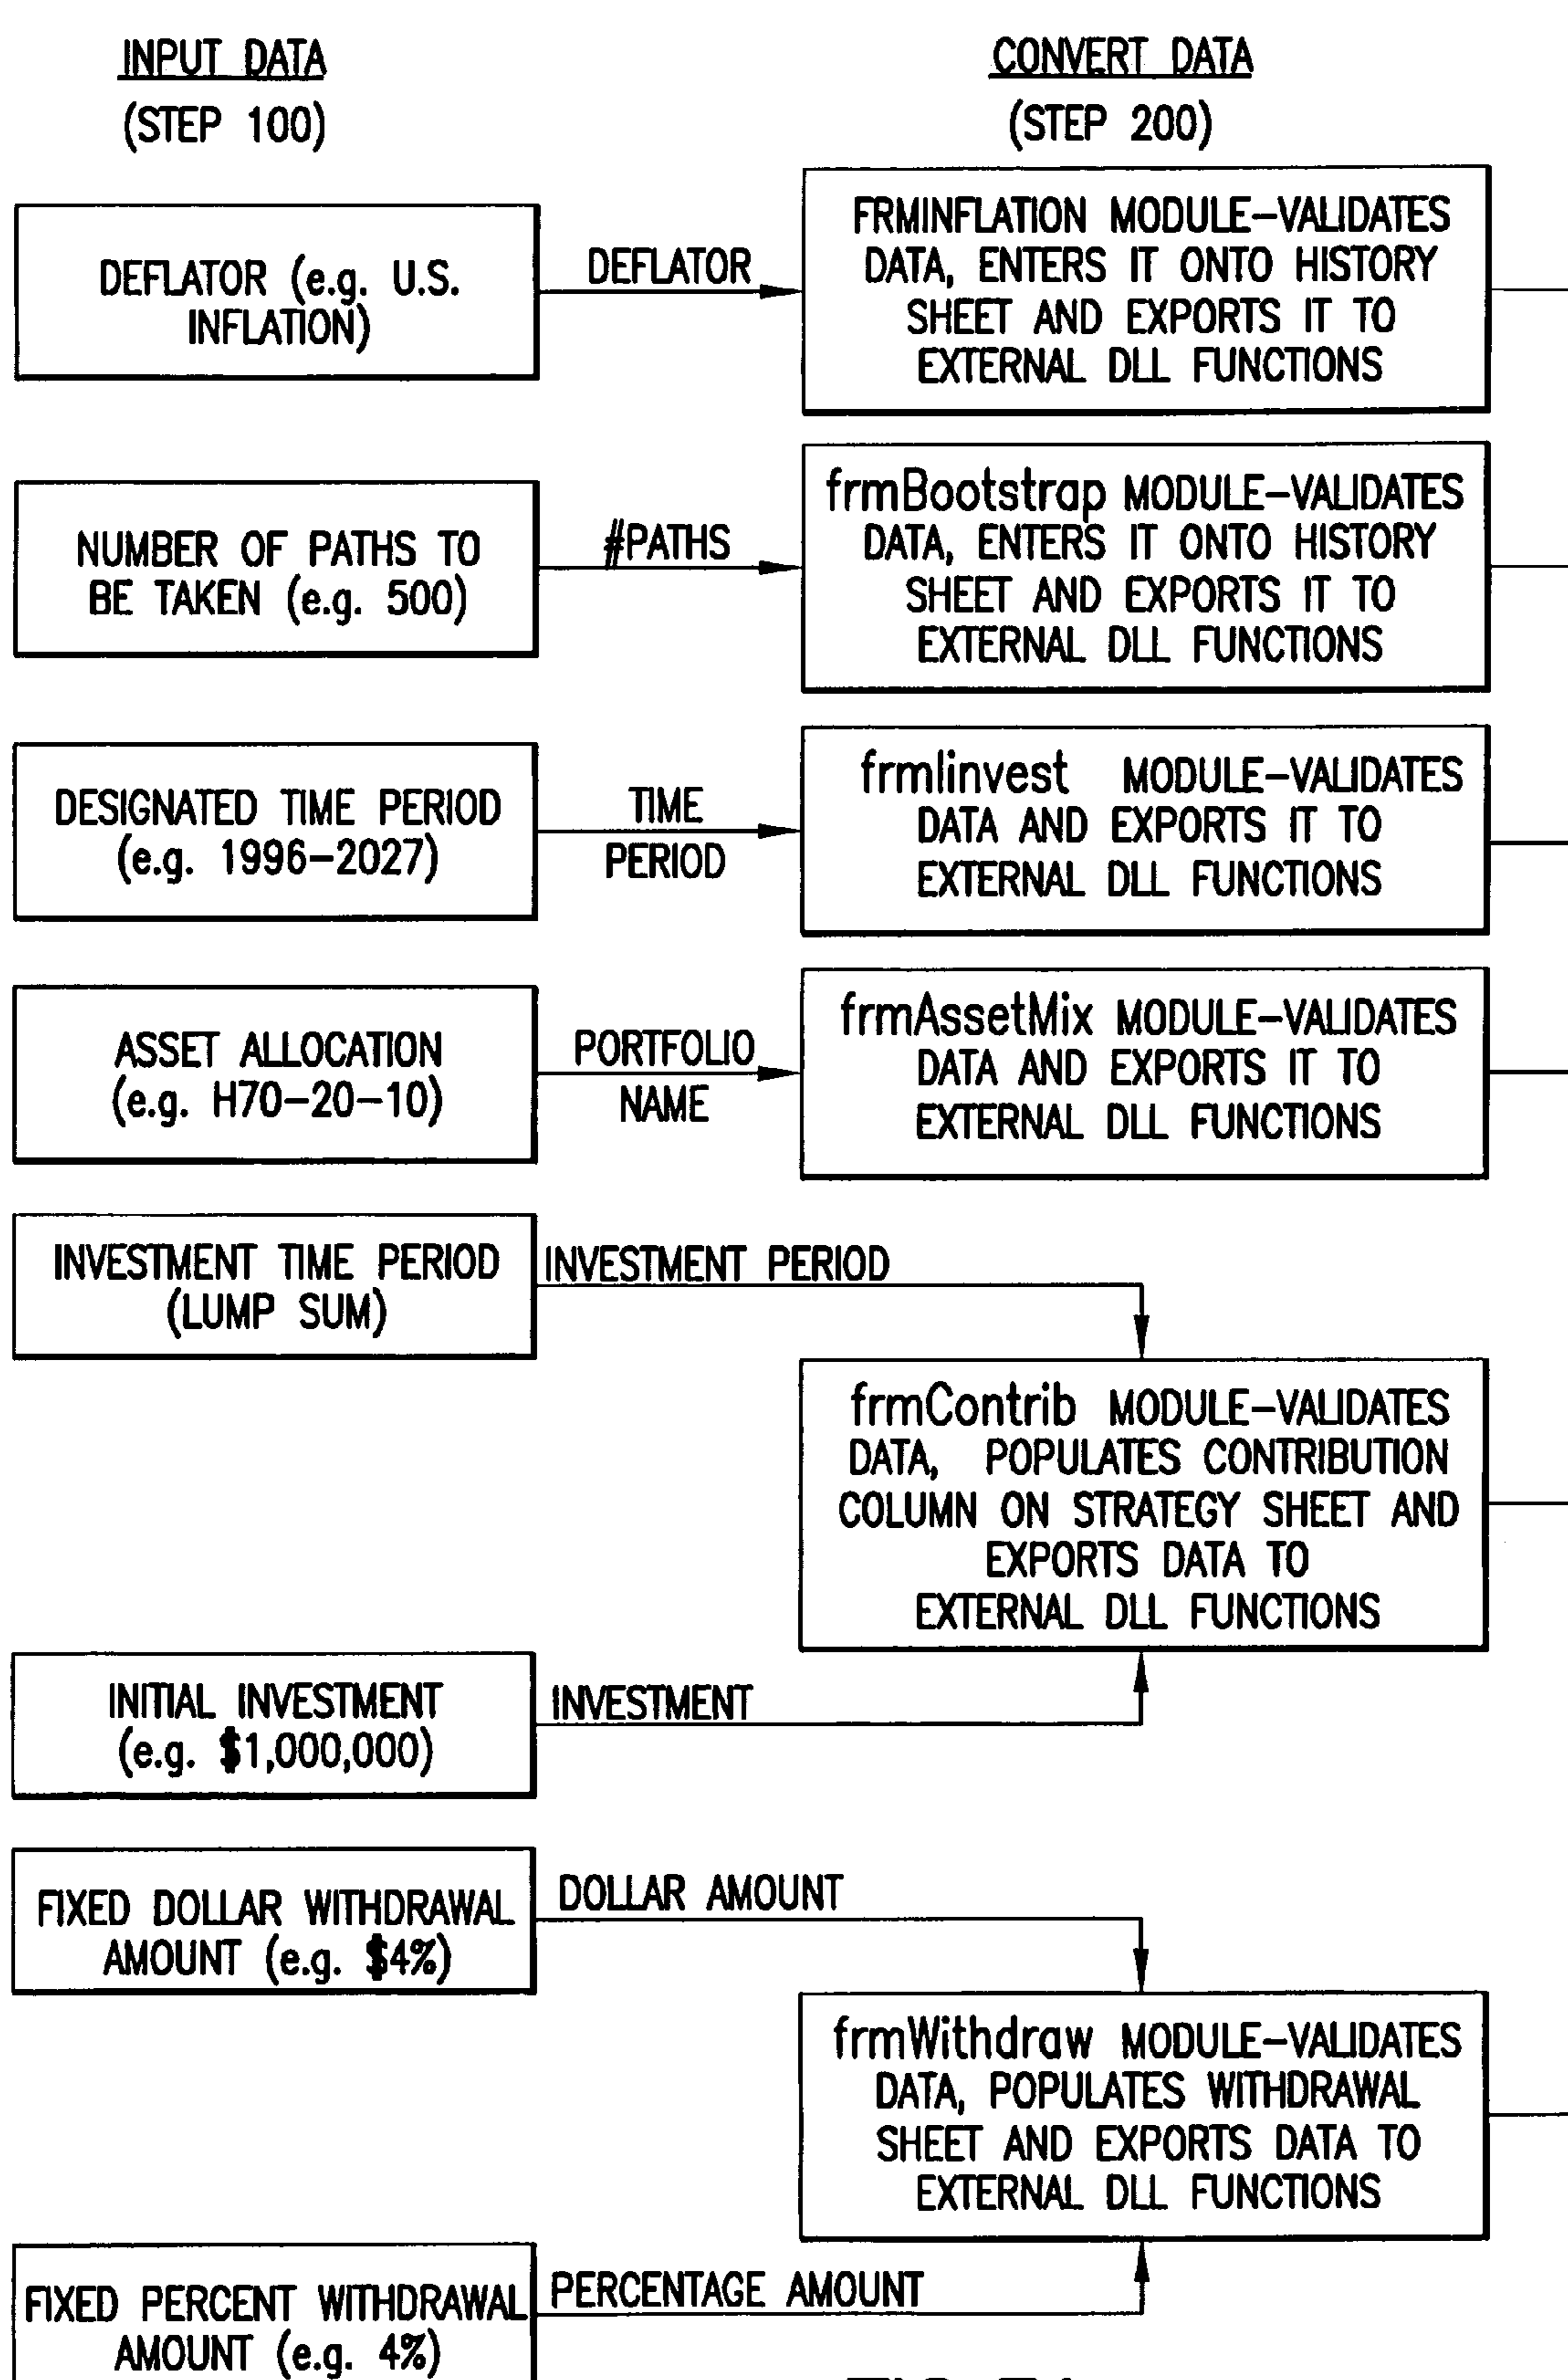 INPUT DATA
(STEP 100)
CONVERT DATA
(STEP 200)
DEFLATOR (e.g. U.S.
INFLATION)
DEFLATOR
FRMINFLATION MODULE-VALIDATES
DATA, ENTERS IT ONTO HISTORY
SHEET AND EXPORTS IT TO
EXTERNAL DLL FUNCTIONS
NUMBER OF PATHS TO
BE TAKEN (e.g. 500)
#PATHS
frmBootstrap MODULE-VALIDATES
DATA, ENTERS IT ONTO HISTORY
SHEET AND EXPORTS IT TO
EXTERNAL DLL FUNCTIONS
DESIGNATED TIME PERIOD
(e.g. 1996-2027)
TIME
PERIOD
frmIinvest MODULE-VALIDATES
DATA AND EXPORTS IT TO
EXTERNAL DLL FUNCTIONS
ASSET ALLOCATION
(e.g. H70-20-10)
PORTFOLIO
NAME
frmAssetMix MODULE-VALIDATES
DATA AND EXPORTS IT TO
EXTERNAL DLL FUNCTIONS
INVESTMENT TIME PERIOD
(LUMP SUM)
INVESTMENT PERIOD
frmContrib MODULE-VALIDATES
DATA, POPULATES CONTRIBUTION
COLUMN ON STRATEGY SHEET AND
EXPORTS DATA TO
EXTERNAL DLL FUNCTIONS
INITIAL INVESTMENT
(e.g. $1,000,000)
INVESTMENT
FIXED DOLLAR WITHDRAWAL
AMOUNT (e.g. $4%)
DOLLAR AMOUNT
frmWithdraw MODULE-VALIDATES
DATA, POPULATES WITHDRAWAL
SHEET AND EXPORTS DATA TO
EXTERNAL DLL FUNCTIONS
FIXED PERCENT WITHDRAWAL
AMOUNT (e.g. 4%)
PERCENTAGE AMOUNT